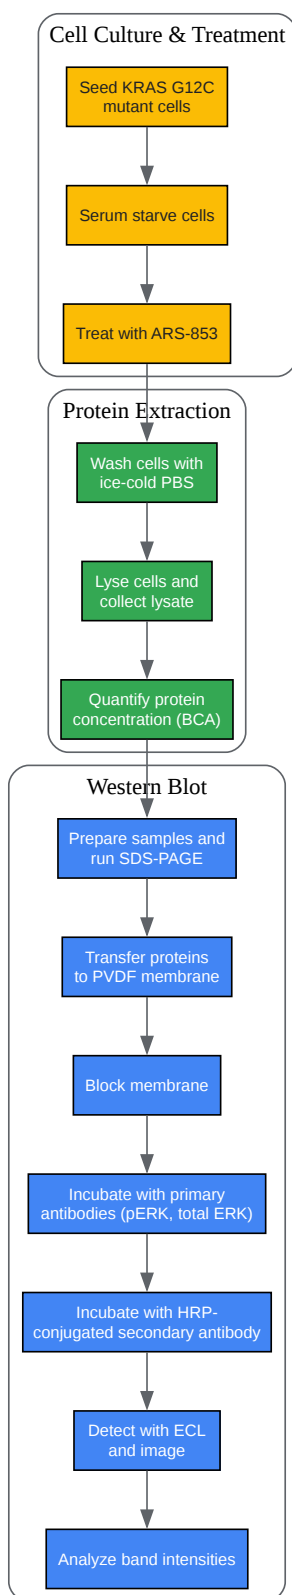 Cell Culture & Treatment
Seed KRAS G12C
mutant cells
Serum starve cells
Treat with ARS-853
Protein Extraction
Wash cells with
ice-cold PBS
Lyse cells and
collect lysate
Quantify protein
concentration (BCA)
Western Blot
Prepare samples and
run SDS-PAGE
Transfer proteins
to PVDF membrane
Block membrane
Incubate with primary
antibodies (pERK, total ERK)
Incubate with HRP-
conjugated secondary antibody
Detect with ECL
and image
Analyze band intensities